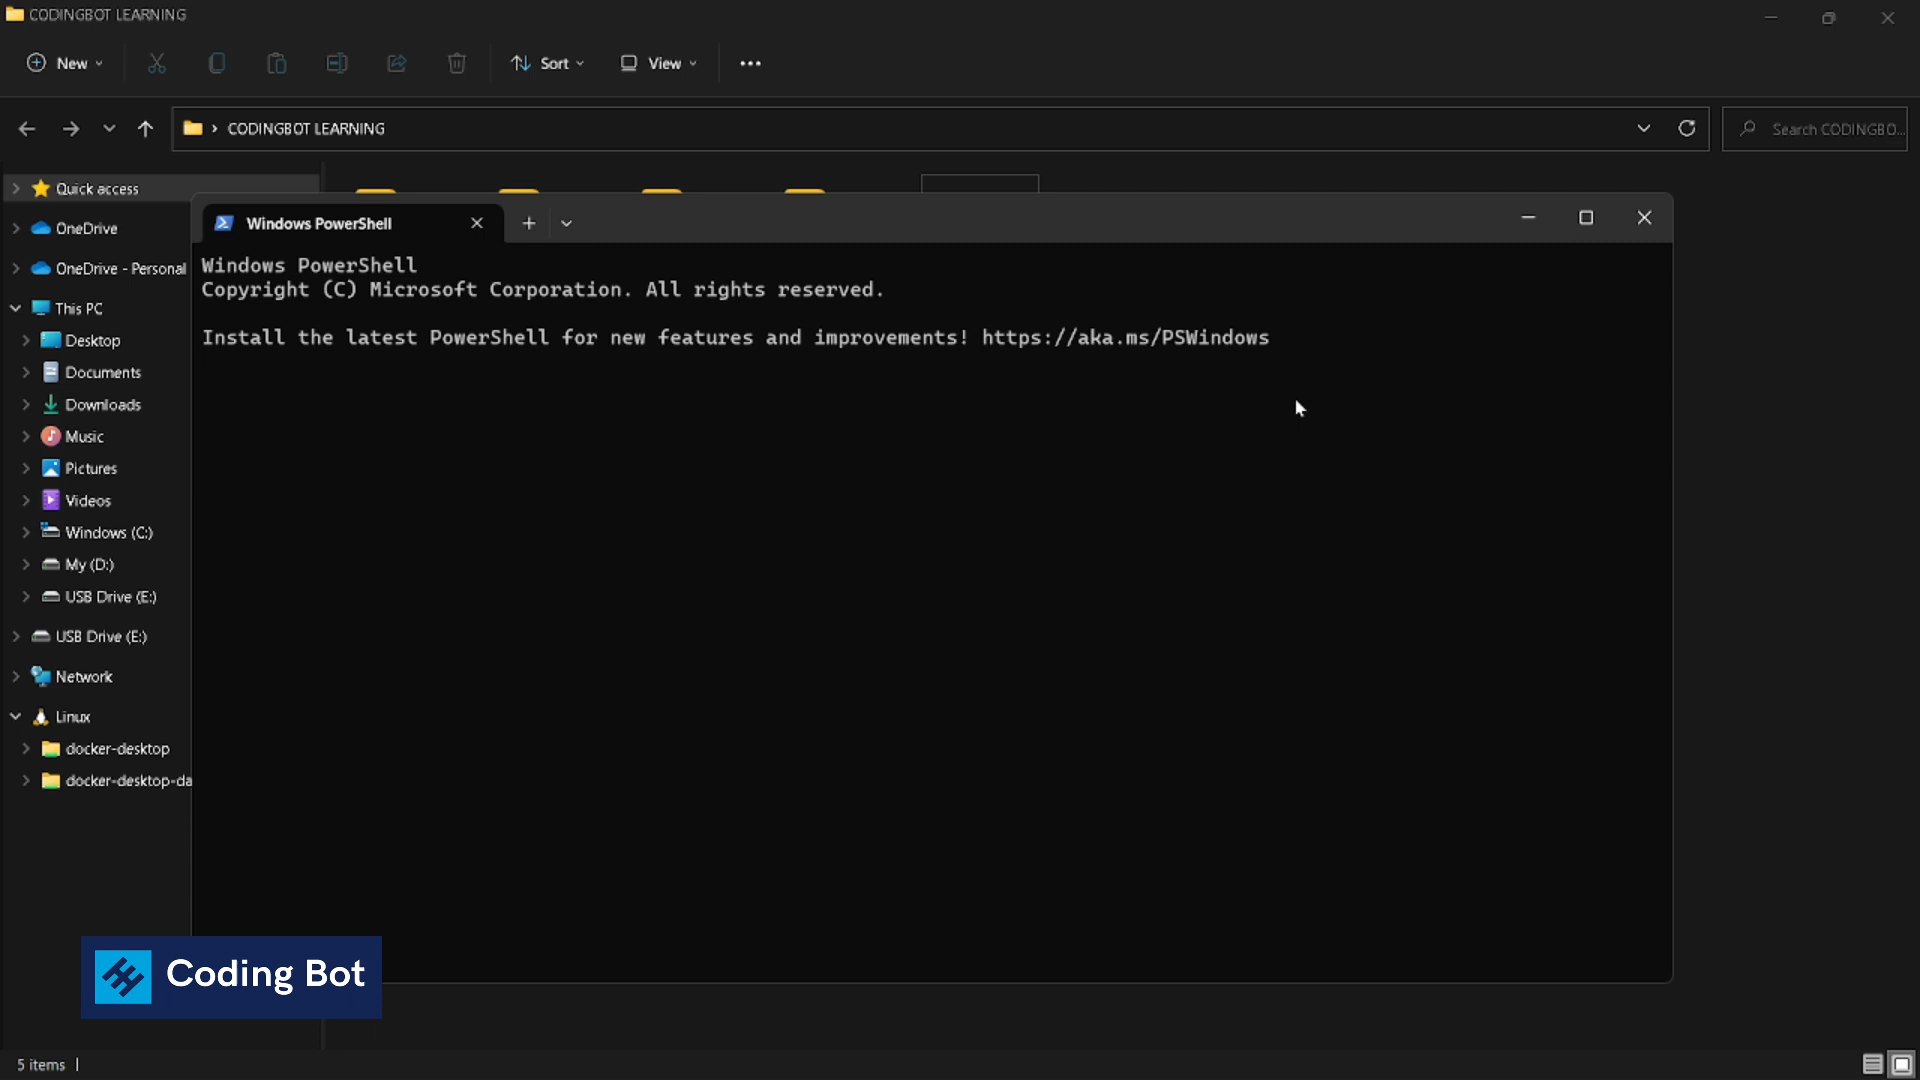 CODINGBOT LEARNING
New
Sort
View
CODINGBOT LEARNING
Search CODINGBO...
Quick access
OneDrive
OneDrive - Personal
This PC
Desktop
Documents
Downloads
Music
Pictures
Videos
Windows (C:)
My (D:)
USB Drive (E:)
USB Drive (E:)
Network
Linux
docker-desktop
docker-desktop-da
Windows PowerShell
Windows PowerShell
Copyright (C) Microsoft Corporation. All rights reserved.
Install the latest PowerShell for new features and improvements! https://aka.ms/PSWindows
Coding Bot
5 items